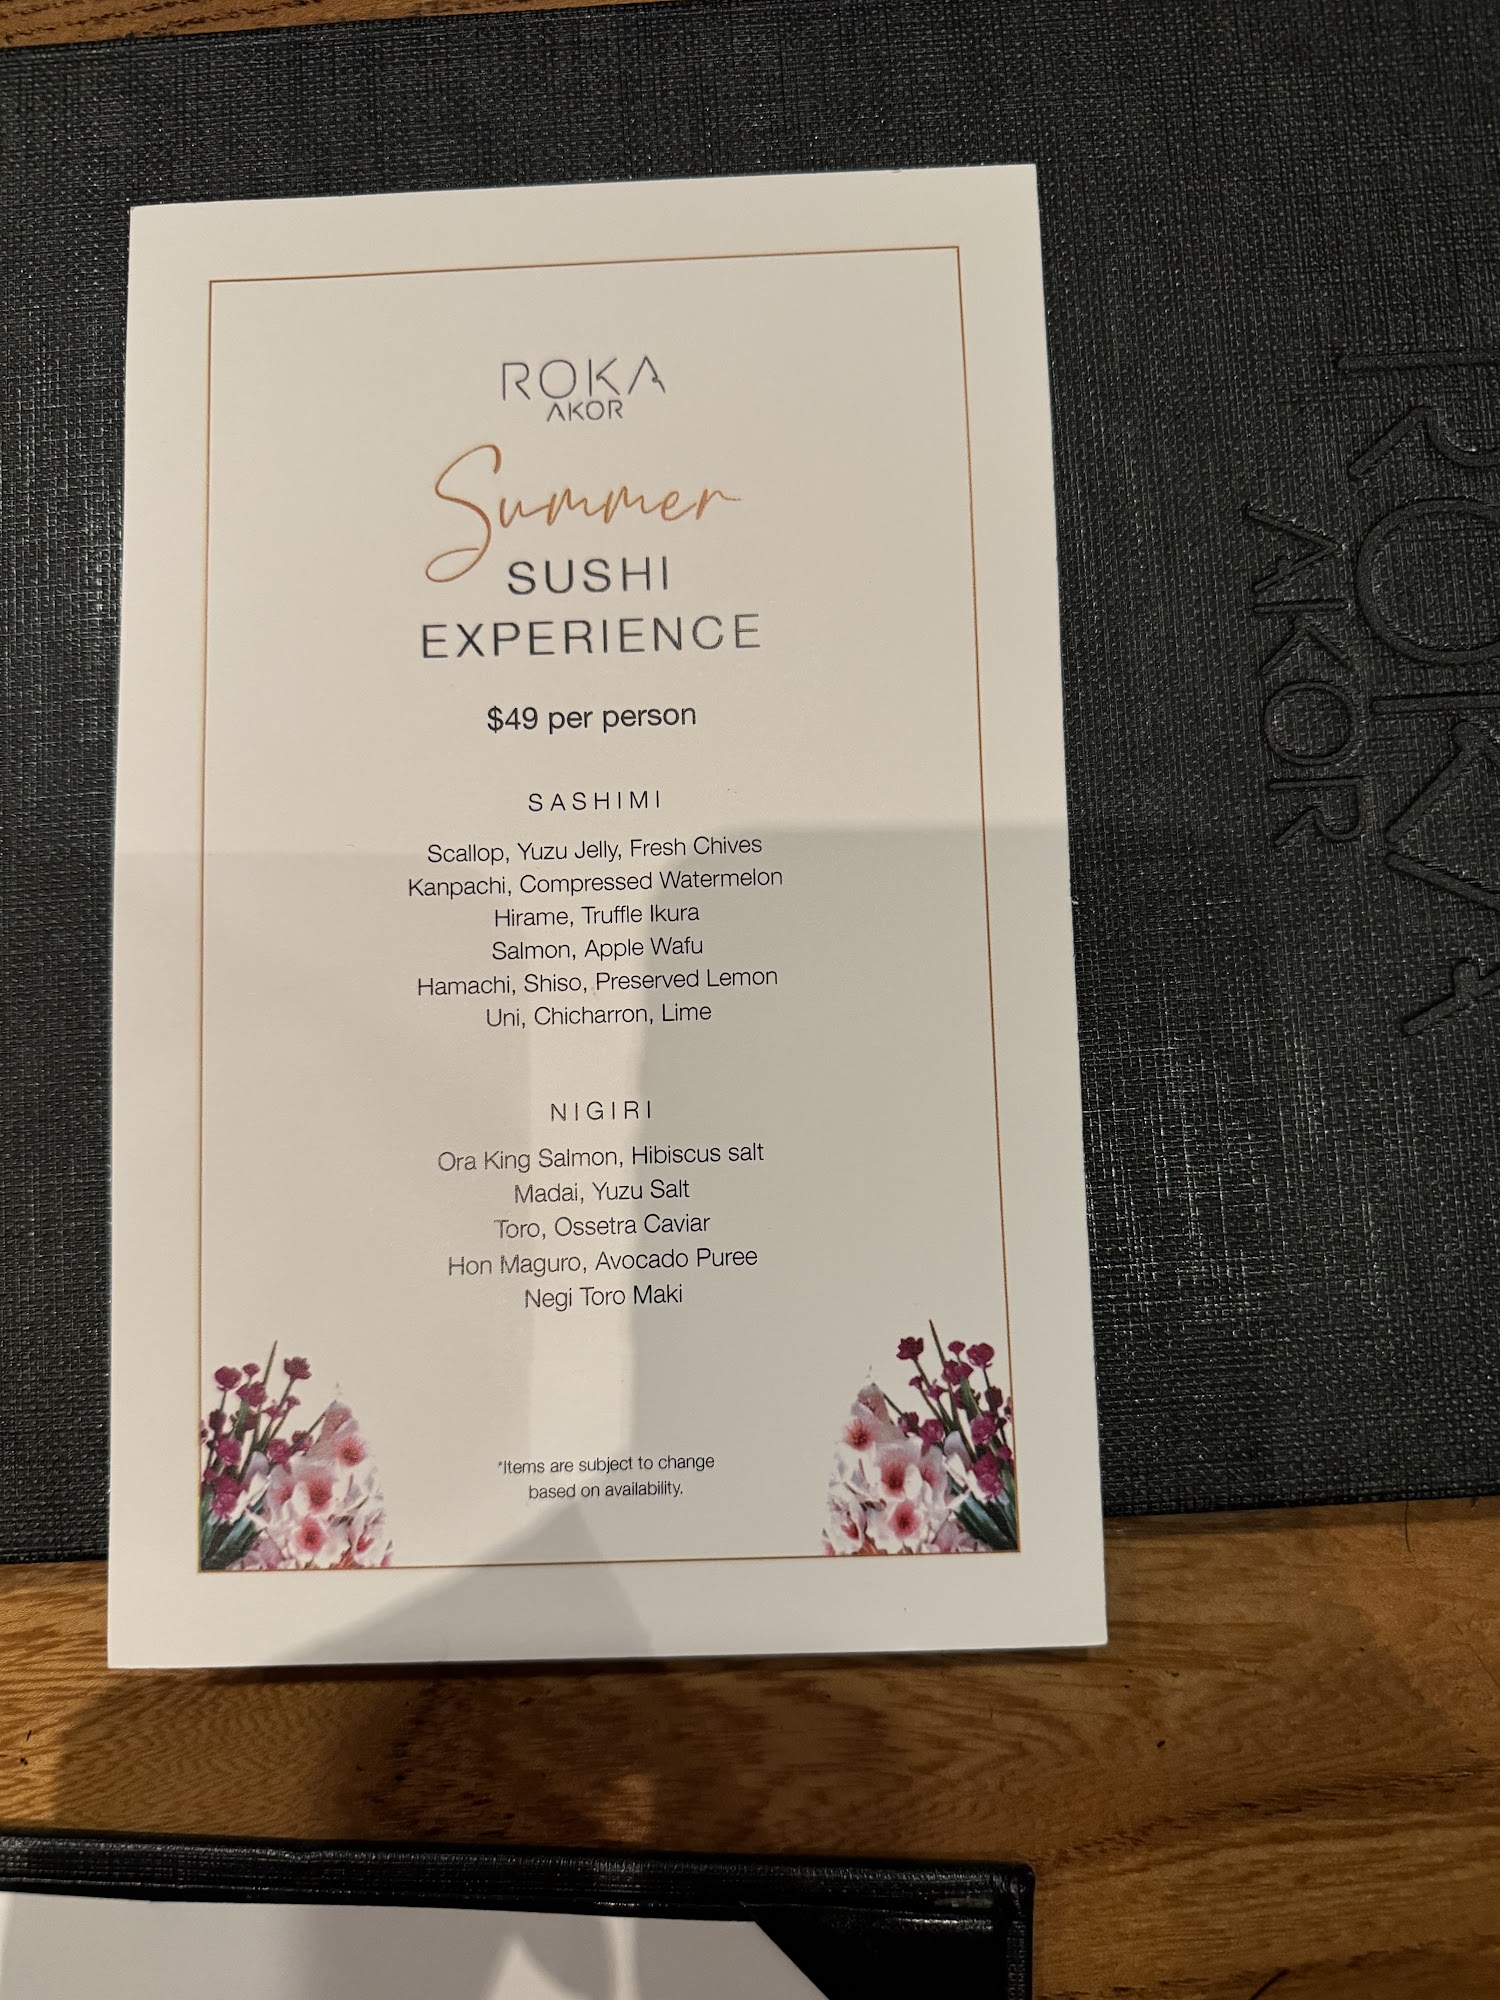 ROKA
AKOR
Summer
SUSHI
EXPERIENCE
$49 per person
SASHIMI
Scallop, Yuzu Jelly, Fresh Chives
Kanpachi, Compressed Watermelon
Hirame, Truffle Ikura
Salmon, Apple Wafu
Hamachi, Shiso, Preserved Lemon
Uni, Chicharron, Lime
NIGIRI
Ora King Salmon, Hibiscus salt
Madai, Yuzu Salt
Toro, Ossetra Caviar
Hon Maguro, Avocado Puree
Negi Toro Maki
*Items are subject to change
based on availability.
ROKA
AKOR